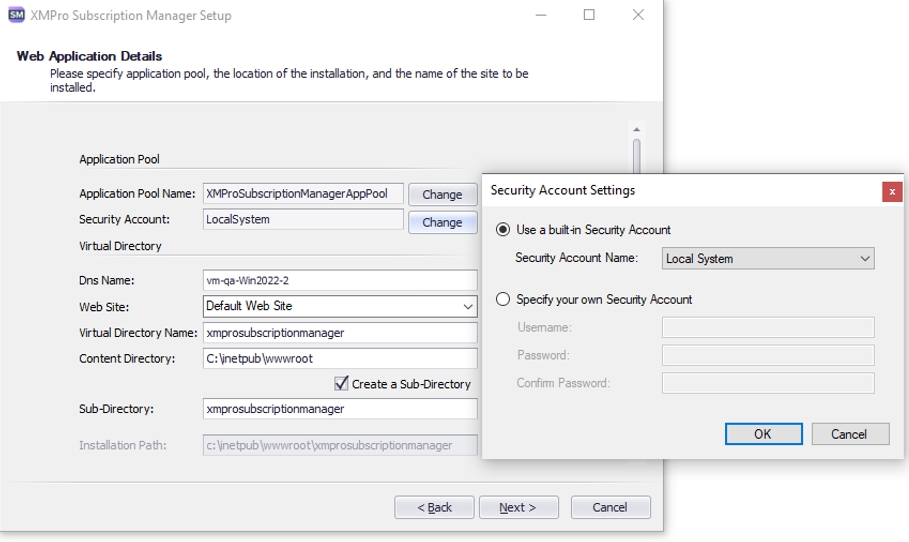 SM XMPro Subscription Manager Setup
Web Application Details
Please specify application pool, the location of the installation, and the name of the site to be
installed.
Application Pool
Application Pool Name: XMProSubscriptionManagerAppPool Change
Security Account: LocalSystem Change
Virtual Directory
Dns Name: vm-qa-Win2022-2
Web Site: Default Web Site
Virtual Directory Name: xmprosubscriptionmanager
Content Directory: C:\inetpub\wwwroot
Create a Sub-Directory
Sub-Directory: xmprosubscriptionmanager
Installation Path: c:\inetpub\wwwroot\xmprosubscriptionmanager
< Back Next > Cancel
Security Account Settings x
Use a built-in Security Account
Security Account Name: Local System
Specify your own Security Account
Username:
Password:
Confirm Password:
OK Cancel